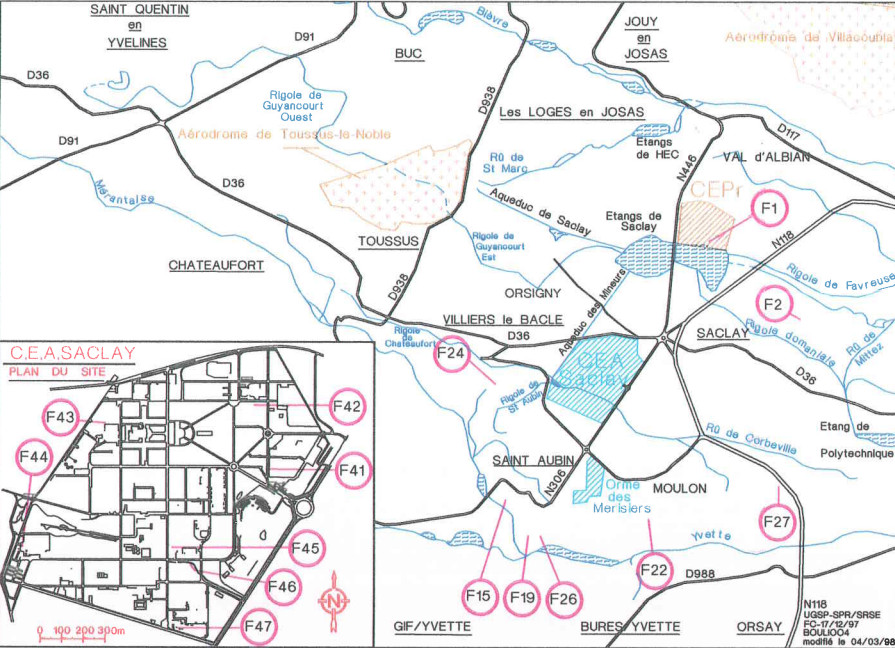 SAINT QUENTIN
en
YVELINES
D91
BUC
Bièvre
JOUY
en
JOSAS
Aérodrome de Villacoubla
D36
Rigole de
Guyancourt
Ouest
D938
Les LOGES en JOSAS
D117
D91
Aérodrome de Toussus-le-Noble
Etangs
de HEC
VAL d'ALBIAN
Mérantaise
D36
Rû de
St Marc
N446
CEPr
Aqueduc de Saclay
Etangs de
Saclay
F1
TOUSSUS
Rigole de
Guyancourt
Est
N118
CHATEAUFORT
D938
ORSIGNY
Aqueduc des Mineurs
Rigole de Favreuse
F2
VILLIERS le BACLE
Rigole
de
Chateaufort
D36
SACLAY
Rigole domaniale
Rû de
Mittez
F24
CEA
Saclay
D36
Rigole de
St Aubin
Etang de
Polytechnique
Rû de Corbeville
SAINT AUBIN
N306
Orme
des
Merisiers
MOULON
F27
Yvette
F15
F19
F26
F22
D988
GIF/YVETTE
BURES YVETTE
ORSAY
N118
UGSP-SPR/SRSE
FC-17/12/97
BOULIOO4
modifié le 04/03/98
C.E.A.SACLAY
PLAN DU SITE
F43
F42
F44
F41
F45
F46
F47
N
0 100 200 300m